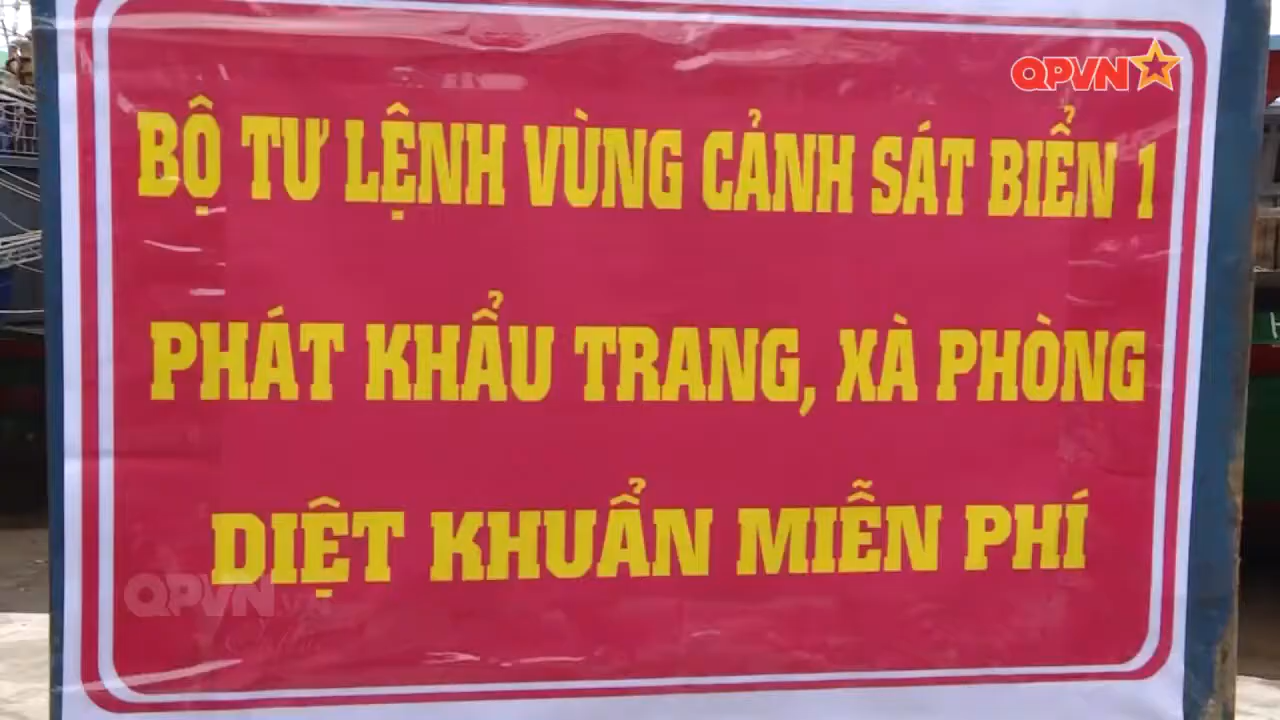 QPVN
BỘ TƯ LỆNH VÙNG CẢNH SÁT BIỂN 1
PHÁT KHẨU TRANG, XÀ PHÒNG
DIỆT KHUẨN MIỄN PHÍ
QPVN.VN